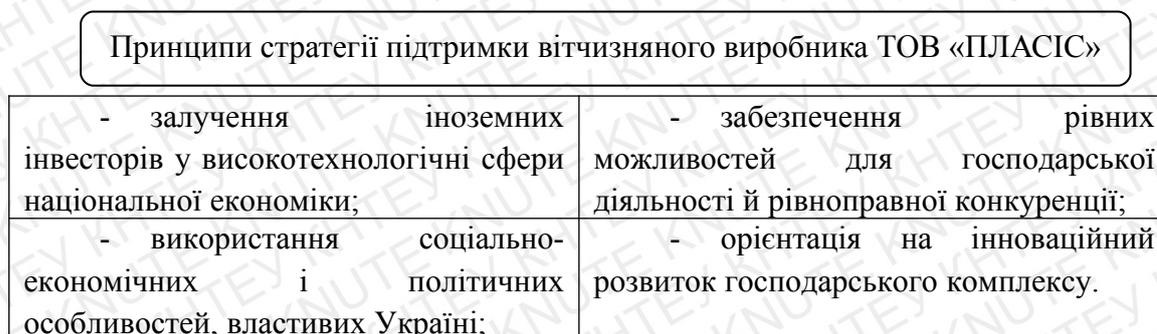 Принципи стратегії підтримки вітчизняного виробника ТОВ «ПЛАСІС»
- залучення іноземних
інвесторів у високотехнологічні сфери
національної економіки;
- забезпечення рівних
можливостей для господарської
діяльності й рівноправної конкуренції;
- використання соціально-
економічних і політичних
особливостей, властивих Україні;
- орієнтація на інноваційний
розвиток господарського комплексу.